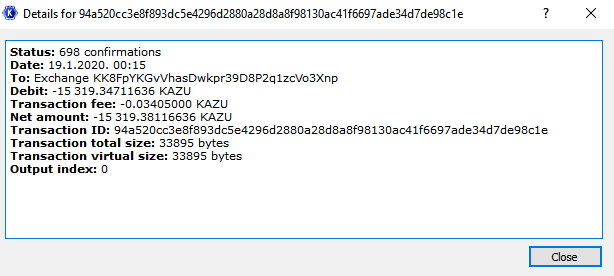 Details for 94a520cc3e8f893dc5e4296d2880a28d8a8f98130ac41f6697ade34d7de98c1e
Status: 698 confirmations
Date: 19.1.2020. 00:15
To: Exchange KK8FpYKGvVhasDwkpr39D8P2q1zcVo3Xnp
Debit: -15 319.34711636 KAZU
Transaction fee: -0.03405000 KAZU
Net amount: -15 319.38116636 KAZU
Transaction ID: 94a520cc3e8f893dc5e4296d2880a28d8a8f98130ac41f6697ade34d7de98c1e
Transaction total size: 33895 bytes
Transaction virtual size: 33895 bytes
Output index: 0
Close